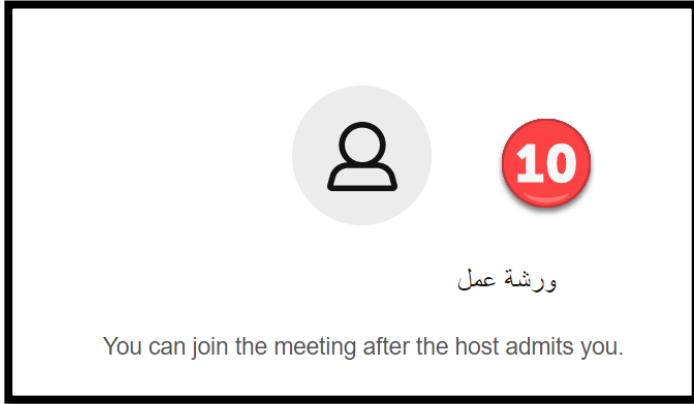 10
ورشة عمل
You can join the meeting after the host admits you.